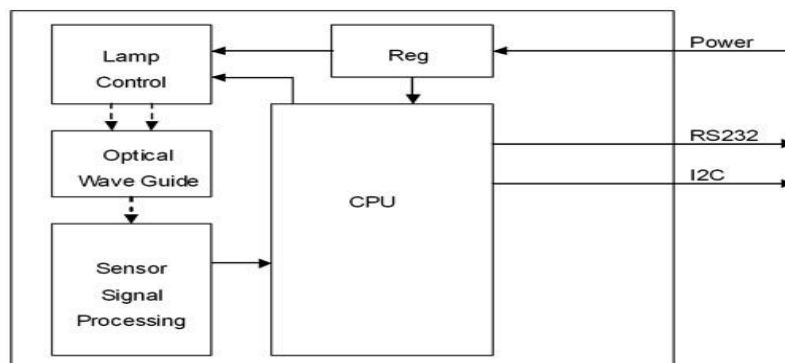 Lamp
Control
Reg
Power
RS232
I2C
Optical
Wave Guide
CPU
Sensor
Signal
Processing